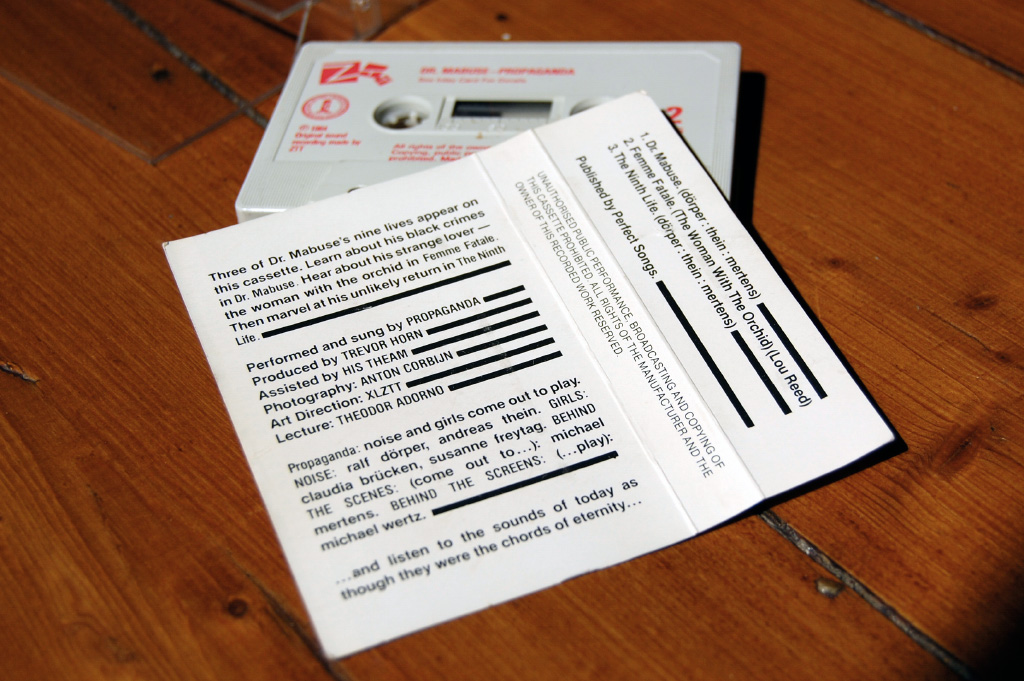 DR. MABUSE - PROPAGANDA
Original sound
recording made by
ZTT
Three of Dr. Mabuse's nine lives appear on
this cassette. Learn about his black crimes
in Dr. Mabuse. Hear about his strange lover —
the woman with the orchid in Femme Fatale.
Then marvel at his unlikely return in The Ninth
Life.
Performed and sung by PROPAGANDA
Produced by TREVOR HORN
Assisted by HIS THEAM
Photography: ANTON CORBIJN
Art Direction: XLZTT
Lecture: THEODOR ADORNO
Propaganda: noise and girls come out to play.
NOISE: ralf dörper, andreas thein. GIRLS:
claudia brücken, susanne freytag. BEHIND
THE SCENES: (come out to...): michael
mertens. BEHIND THE SCREENS: (...play):
michael wertz.
...and listen to the sounds of today as
though they were the chords of eternity...
UNAUTHORISED PUBLIC PERFORMANCE, BROADCASTING AND COPYING OF
THIS CASSETTE PROHIBITED. ALL RIGHTS OF THE MANUFACTURER AND THE
OWNER OF THIS RECORDED WORK RESERVED.
1. Dr. Mabuse. (dörper : thein : mertens)
2. Femme Fatale. (The Woman With The Orchid) (Lou Reed)
3. The Ninth Life. (dörper : thein : mertens)
Published by Perfect Songs.